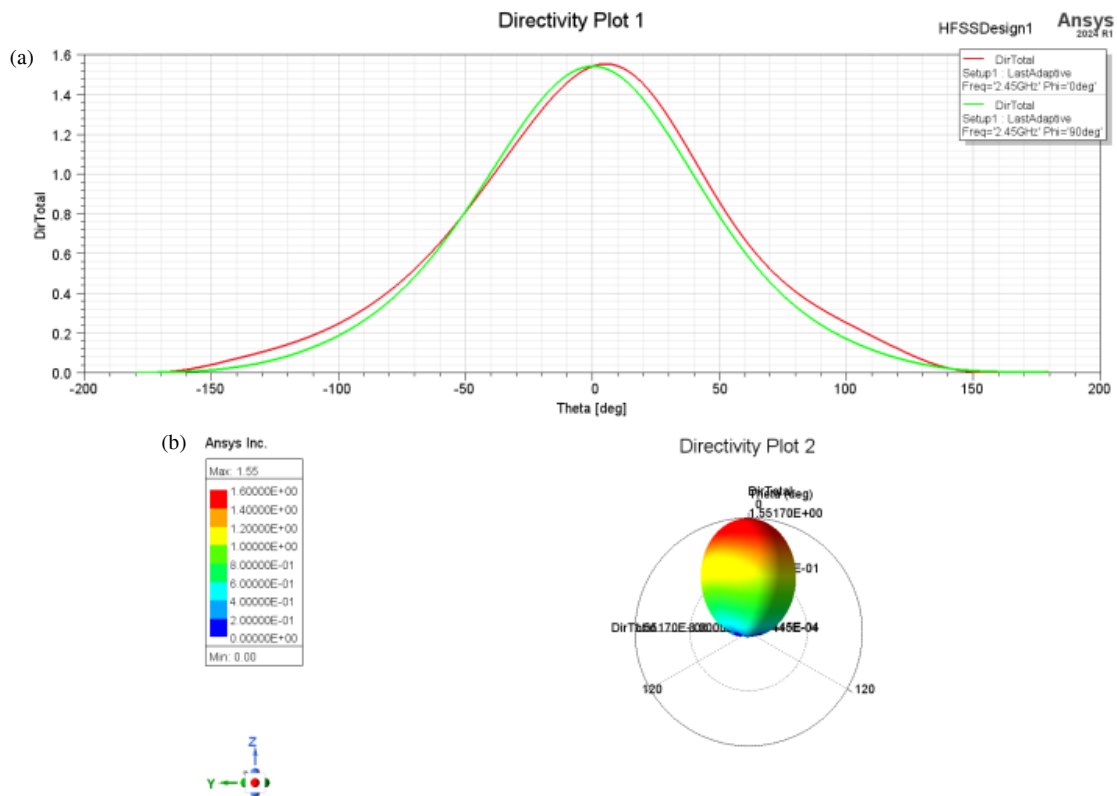 Directivity Plot 1
HFSSDesign1
Ansys
2024 R1
(a)
DirTotal
Setup1 : LastAdaptive
Freq='2.45GHz' Phi='0deg'
DirTotal
Setup1 : LastAdaptive
Freq='2.45GHz' Phi='90deg'
1.6
1.4
1.2
1.0
0.8
0.6
0.4
0.2
0.0
DirTotal
-200 -150 -100 -50 0 50 100 150 200
Theta [deg]
(b)
Ansys Inc.
Directivity Plot 2
Max: 1.55
1.60000E+00
1.40000E+00
1.20000E+00
1.00000E+00
8.00000E-01
6.00000E-01
4.00000E-01
2.00000E-01
0.00000E+00
Min: 0.00
DirTotal
Theta (deg)
0
1.55170E+00
E-01
120
120
Z
Y